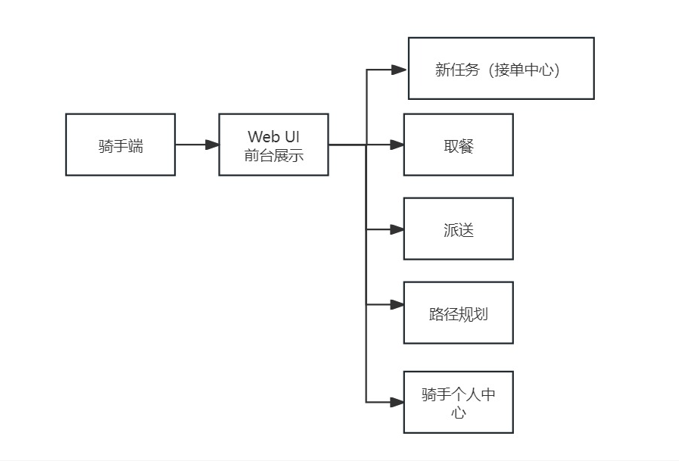 新任务（接单中心）
骑手端
Web UI
前台展示
取餐
派送
路径规划
骑手个人中
心